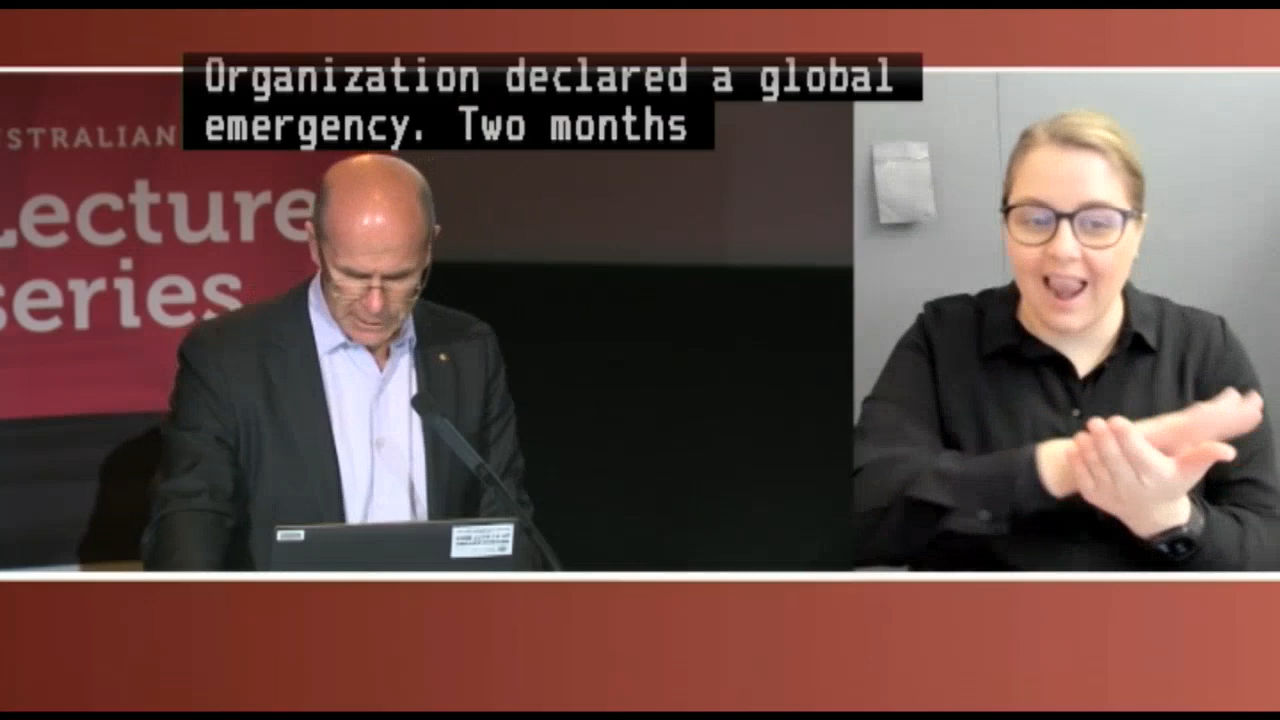 Organization declared a global
emergency. Two months
STRALIAN
Lecture
series